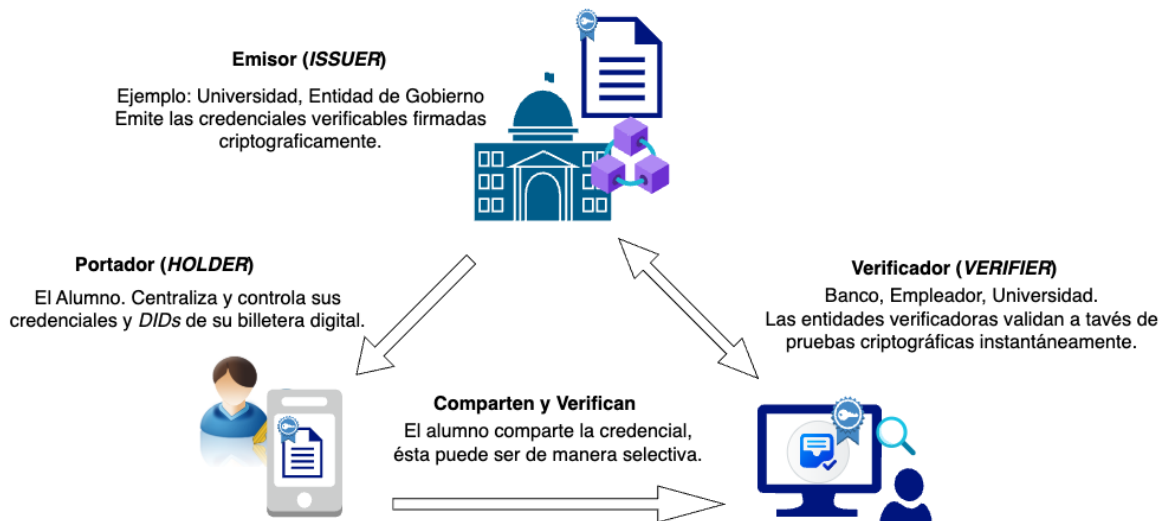 Emisor (ISSUER)
Ejemplo: Universidad, Entidad de Gobierno
Emite las credenciales verificables firmadas
criptograficamente.
Portador (HOLDER)
El Alumno. Centraliza y controla sus
credenciales y DIDs de su billetera digital.
Verificador (VERIFIER)
Banco, Empleador, Universidad.
Las entidades verificadoras validan a tavés de
pruebas criptográficas instantáneamente.
Comparten y Verifican
El alumno comparte la credencial,
ésta puede ser de manera selectiva.